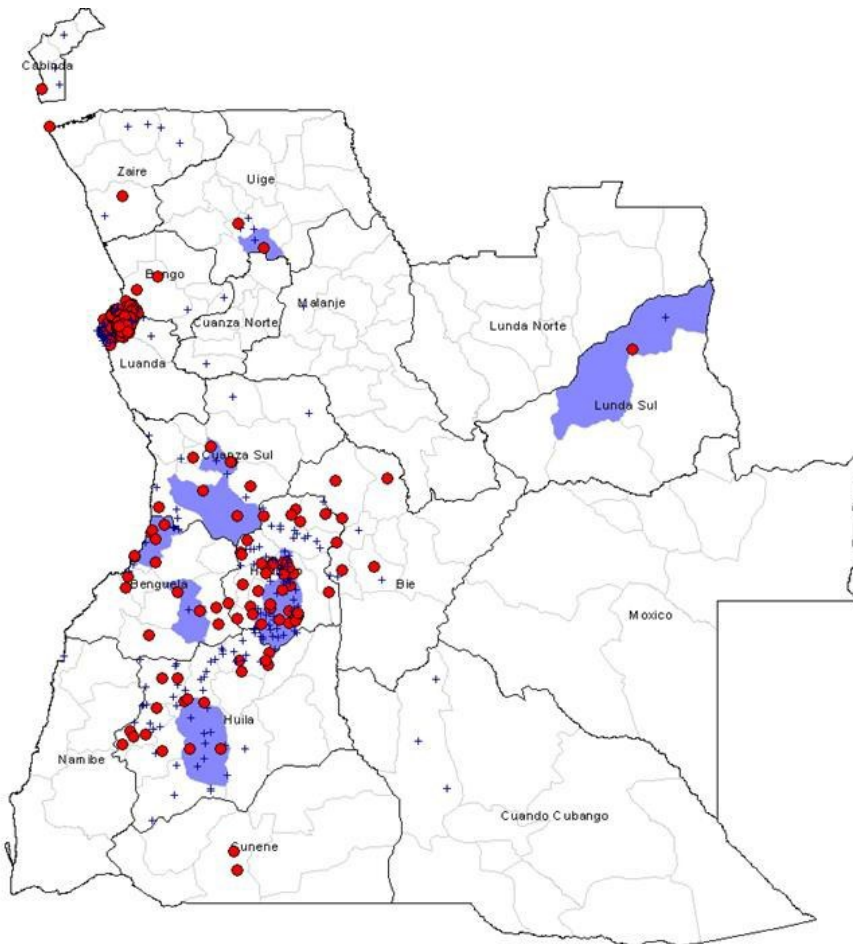 Cabinda
Zaire
Uige
Bengo
Malanje
Cuanza Norte
Lunda Norte
Luanda
Lunda Sul
Cuanza Sul
Benguela
Bie
Moxico
Huila
Namibe
Cuando Cubango
Cunene